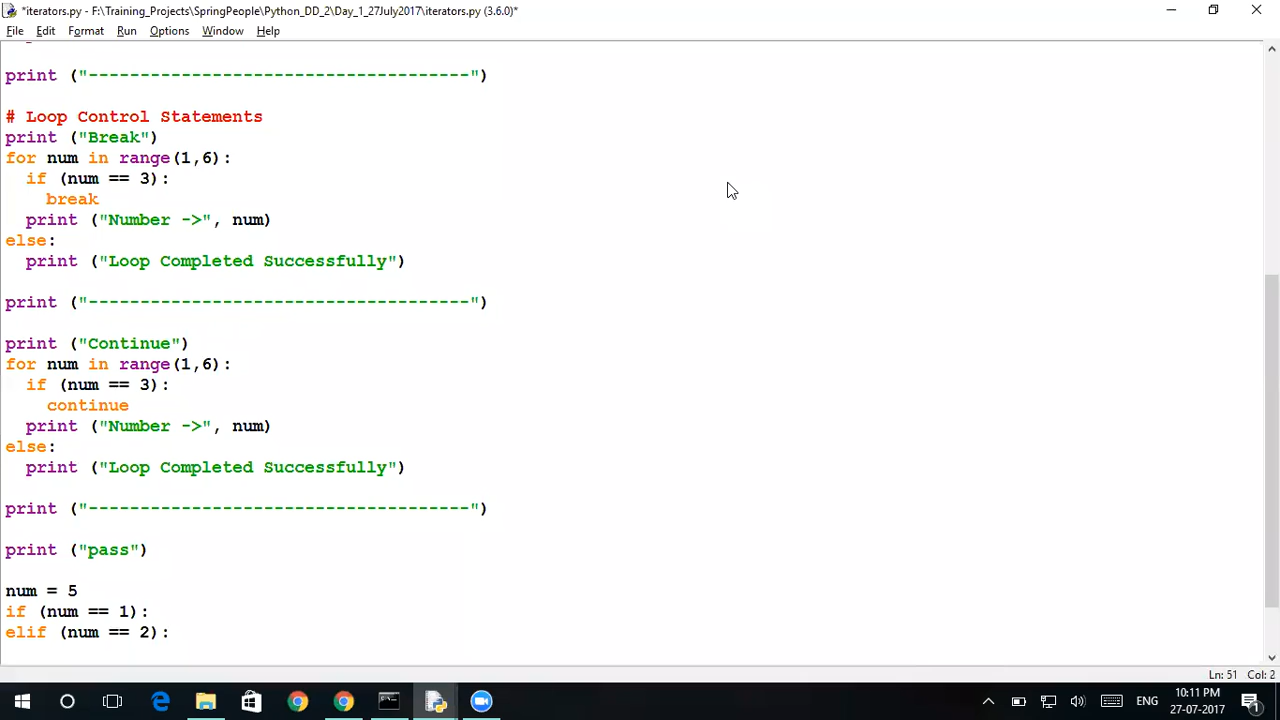 *iterators.py - F:\Training_Projects\SpringPeople\Python_DD_2\Day_1_27July2017\iterators.py (3.6.0)*
File Edit Format Run Options Window Help
print ("-------------------------------------")
# Loop Control Statements
print ("Break")
for num in range(1,6):
  if (num == 3):
    break
  print ("Number ->", num)
else:
  print ("Loop Completed Successfully")
print ("-------------------------------------")
print ("Continue")
for num in range(1,6):
  if (num == 3):
    continue
  print ("Number ->", num)
else:
  print ("Loop Completed Successfully")
print ("-------------------------------------")
print ("pass")
num = 5
if (num == 1):
elif (num == 2):
Ln: 51 Col: 2
ENG
10:11 PM
27-07-2017
1